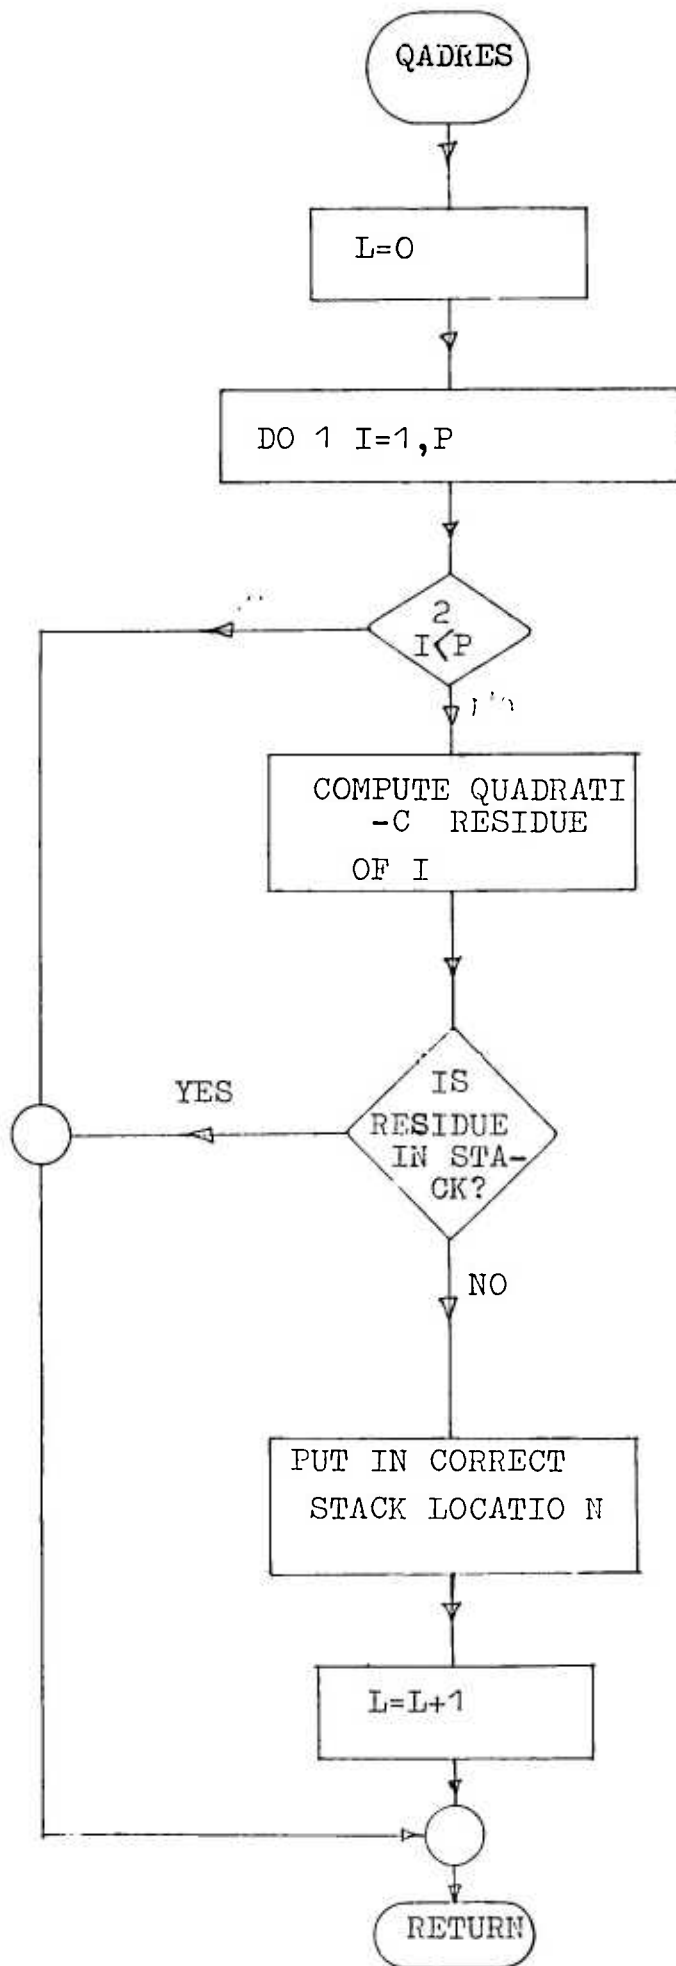 QADRES
L=0
DO 1 I=1,P
2
I<P
COMPUTE QUADRATI
-C RESIDUE
OF I
YES
IS
RESIDUE
IN STA-
CK?
NO
PUT IN CORRECT
STACK LOCATIO N
L=L+1
RETURN